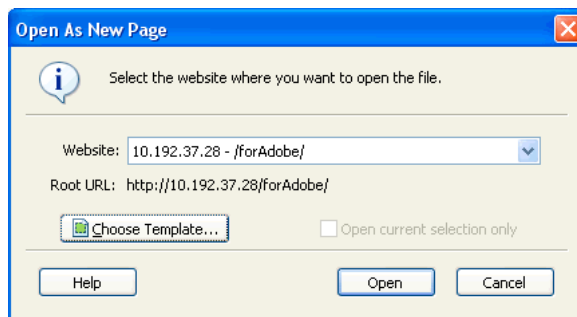 Open As New Page
Select the website where you want to open the file.
Website: 10.192.37.28 - /forAdobe/
Root URL: http://10.192.37.28/forAdobe/
Choose Template... Open current selection only
Help Open Cancel